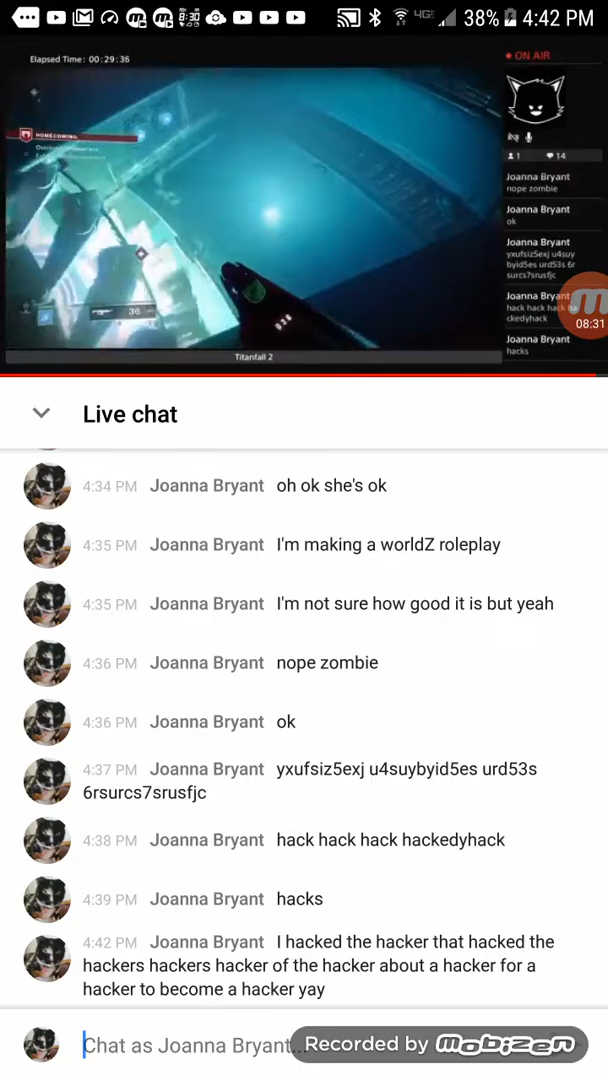 8:30
4GE
38%
4:42 PM
Elapsed Time: 00:29:36
ON AIR
HOMECOMING
36
1
14
Joanna Bryant
nope zombie
Joanna Bryant
ok
Joanna Bryant
yxufsiz5exj u4suy
byid5es urd53s 6r
surcs7srusfjc
Joanna Bryant
hack hack hack ha
ckedyhack
Joanna Bryant
hacks
08:31
Titanfall 2
Live chat
4:34 PM Joanna Bryant oh ok she's ok
4:35 PM Joanna Bryant I'm making a worldZ roleplay
4:35 PM Joanna Bryant I'm not sure how good it is but yeah
4:36 PM Joanna Bryant nope zombie
4:36 PM Joanna Bryant ok
4:37 PM Joanna Bryant yxufsiz5exj u4suybyid5es urd53s
6rsurcs7srusfjc
4:38 PM Joanna Bryant hack hack hack hackedyhack
4:39 PM Joanna Bryant hacks
4:42 PM Joanna Bryant I hacked the hacker that hacked the
hackers hackers hacker of the hacker about a hacker for a
hacker to become a hacker yay
Chat as Joanna Bryant...
Recorded by mobizen